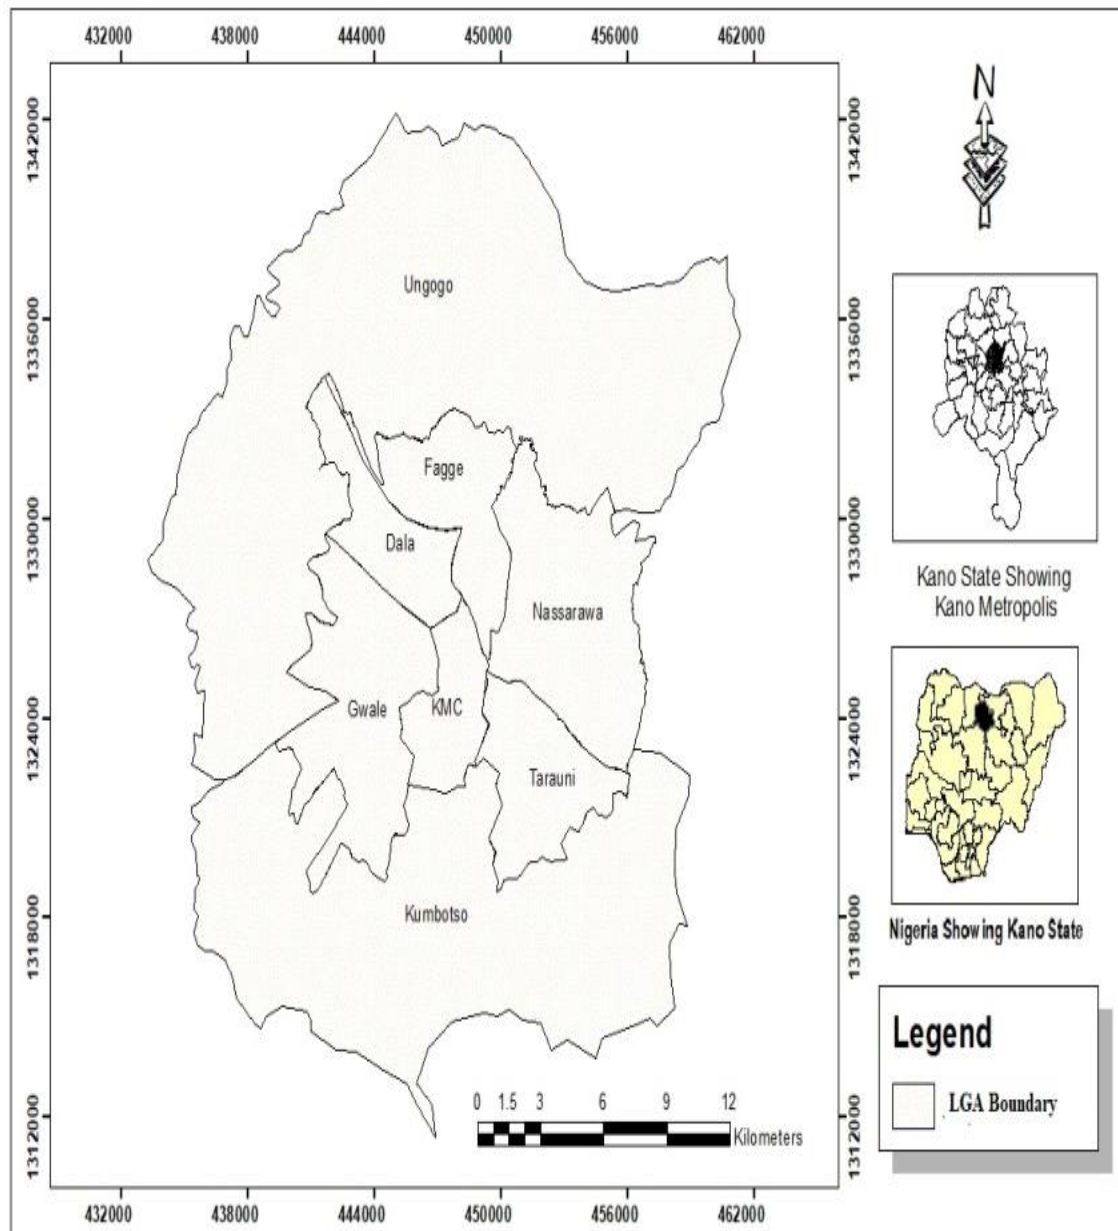 432000 438000 444000 450000 456000 462000
1342000
1336000
1330000
1324000
1318000
1312000
Ungogo
Fagge
Dala
Nassarawa
Gwale
KMC
Tarauni
Kumbotso
0 1.5 3 6 9 12
Kilometers
432000 438000 444000 450000 456000 462000
1342000
1336000
1330000
1324000
1318000
1312000
N
Kano State Showing
Kano Metropolis
Nigeria Showing Kano State
Legend
LGA Boundary